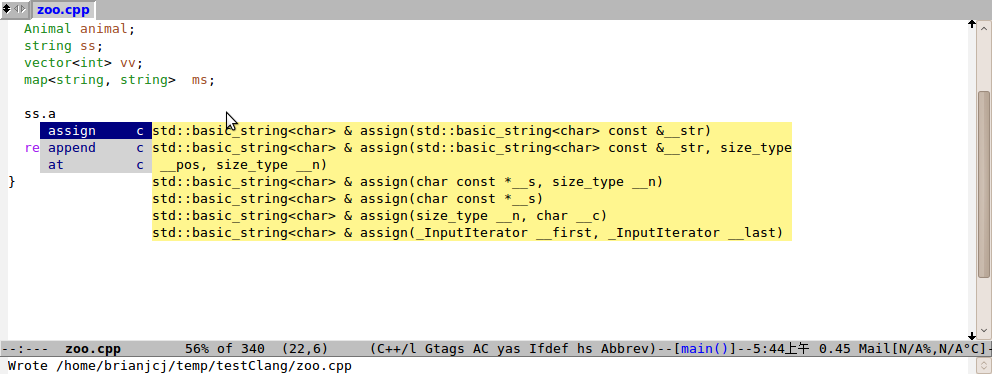 zoo.cpp
Animal animal;
string ss;
vector<int> vv;
map<string, string>  ms;
ss.a
assign c std::basic_string<char> & assign(std::basic_string<char> const &__str)
re append c std::basic_string<char> & assign(std::basic_string<char> const &__str, size_type
at c __pos, size_type __n)
} std::basic_string<char> & assign(char const *__s, size_type __n)
std::basic_string<char> & assign(char const *__s)
std::basic_string<char> & assign(size_type __n, char __c)
std::basic_string<char> & assign(_InputIterator __first, _InputIterator __last)
--:--- zoo.cpp 56% of 340 (22,6) (C++/l Gtags AC yas Ifdef hs Abbrev)--[main()]--5:44上午 0.45 Mail[N/A%,N/A°C]-
Wrote /home/brianjcj/temp/testClang/zoo.cpp